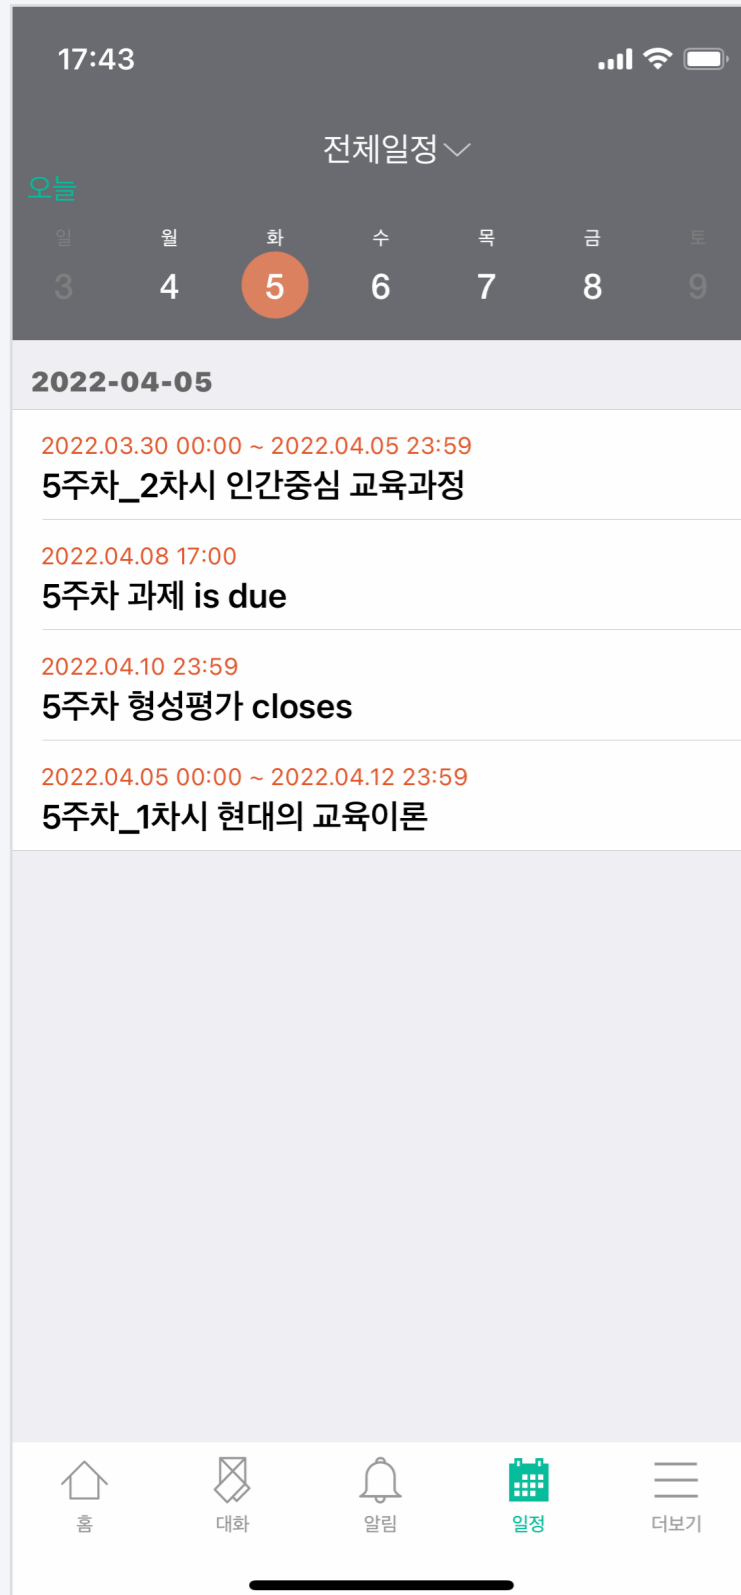 17:43
전체일정
오늘
일 월 화 수 목 금 토
3 4 5 6 7 8 9
2022-04-05
2022.03.30 00:00 ~ 2022.04.05 23:59
5주차_2차시 인간중심 교육과정
2022.04.08 17:00
5주차 과제 is due
2022.04.10 23:59
5주차 형성평가 closes
2022.04.05 00:00 ~ 2022.04.12 23:59
5주차_1차시 현대의 교육이론
홈 대화 알림 일정 더보기